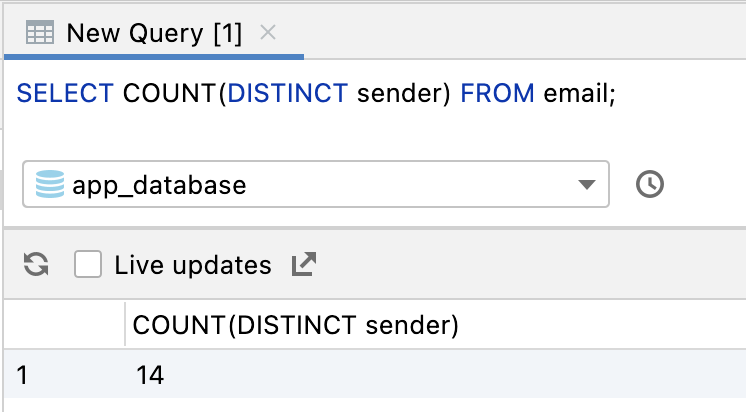 New Query [1]
SELECT COUNT(DISTINCT sender) FROM email;
app_database
Live updates
COUNT(DISTINCT sender)
1 14